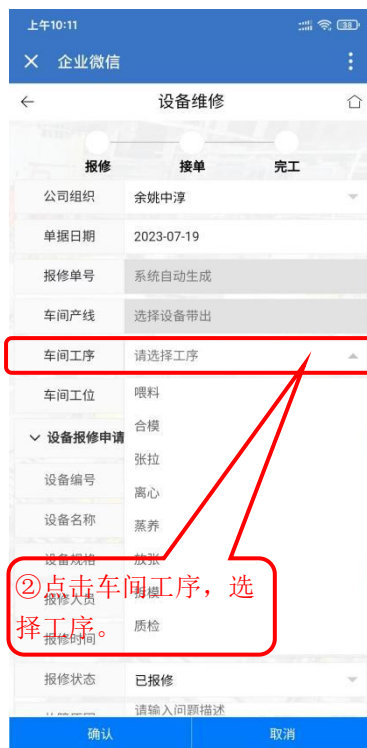 上午10:11
38
企业微信
设备维修
报修 接单 完工
公司组织 余姚中淳
单据日期 2023-07-19
报修单号 系统自动生成
车间产线 选择设备带出
车间工序 请选择工序
车间工位 喂料
设备报修申请 合模
张拉
设备编号 离心
设备名称 蒸养
设备规格 放张
②点击车间工序，选
报修人员
择工序。 质检
报修时间
报修状态 已报修
请输入问题描述
确认 取消